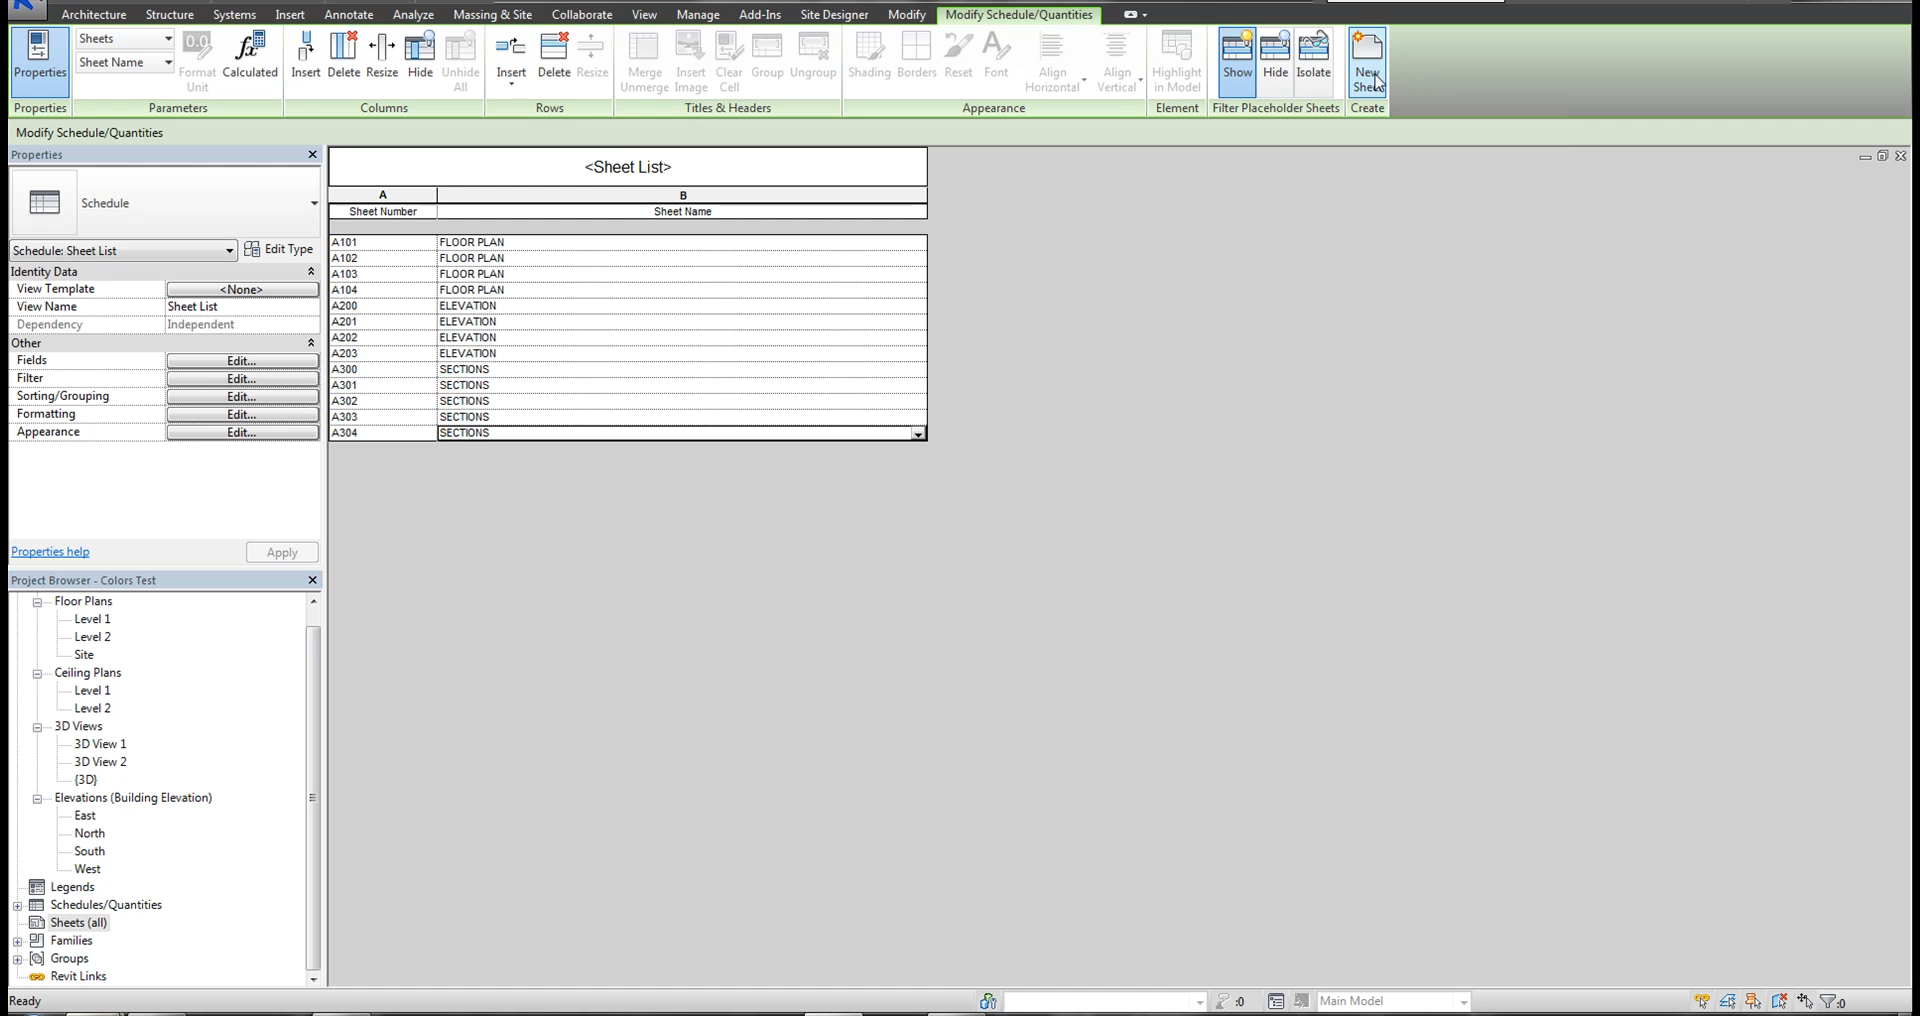 Architecture Structure Systems Insert Annotate Analyze Massing & Site Collaborate View Manage Add-Ins Site Designer Modify Modify Schedule/Quantities
Properties
Sheets
Sheet Name
0.0
Format
Unit
fx
Calculated
Insert Delete Resize Hide Unhide
All
Insert Delete Resize
Merge
Unmerge
Insert
Image
Clear
Cell
Group Ungroup
Shading Borders Reset Font
Align
Horizontal
Align
Vertical
Highlight
in Model
Show Hide Isolate
New
Sheet
Properties Parameters Columns Rows Titles & Headers Appearance Element Filter Placeholder Sheets Create
Modify Schedule/Quantities
Properties
Schedule
Schedule: Sheet List Edit Type
Identity Data
View Template <None>
View Name Sheet List
Dependency Independent
Other
Fields Edit...
Filter Edit...
Sorting/Grouping Edit...
Formatting Edit...
Appearance Edit...
Properties help Apply
Project Browser - Colors Test
Floor Plans
Level 1
Level 2
Site
Ceiling Plans
Level 1
Level 2
3D Views
3D View 1
3D View 2
{3D}
Elevations (Building Elevation)
East
North
South
West
Legends
Schedules/Quantities
Sheets (all)
Families
Groups
Revit Links
<Sheet List>
A B
Sheet Number Sheet Name
A101 FLOOR PLAN
A102 FLOOR PLAN
A103 FLOOR PLAN
A104 FLOOR PLAN
A200 ELEVATION
A201 ELEVATION
A202 ELEVATION
A203 ELEVATION
A300 SECTIONS
A301 SECTIONS
A302 SECTIONS
A303 SECTIONS
A304 SECTIONS
Ready :0 Main Model :0